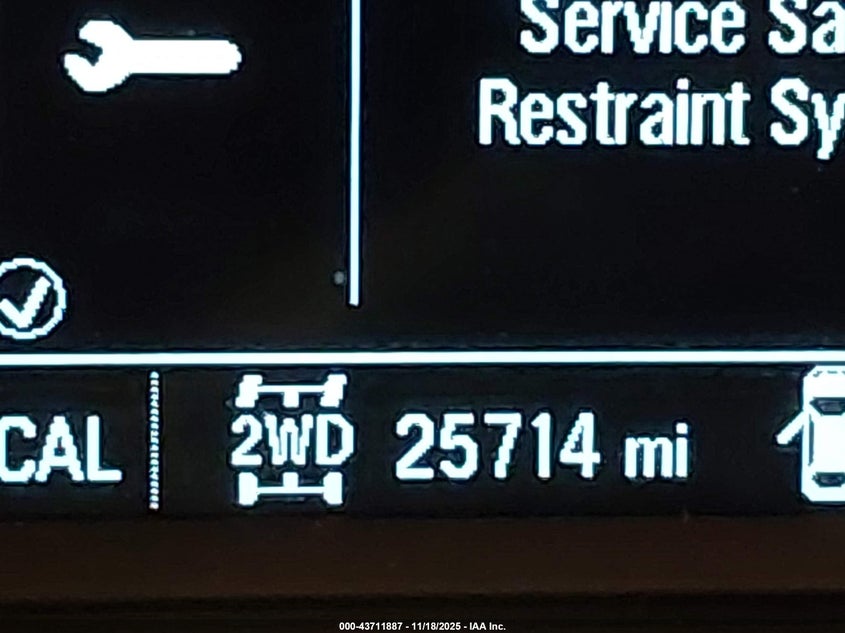 Service Sa
Restraint Sy
CAL
2WD
25714 mi
000-43711887 - 11/18/2025 - IAA Inc.